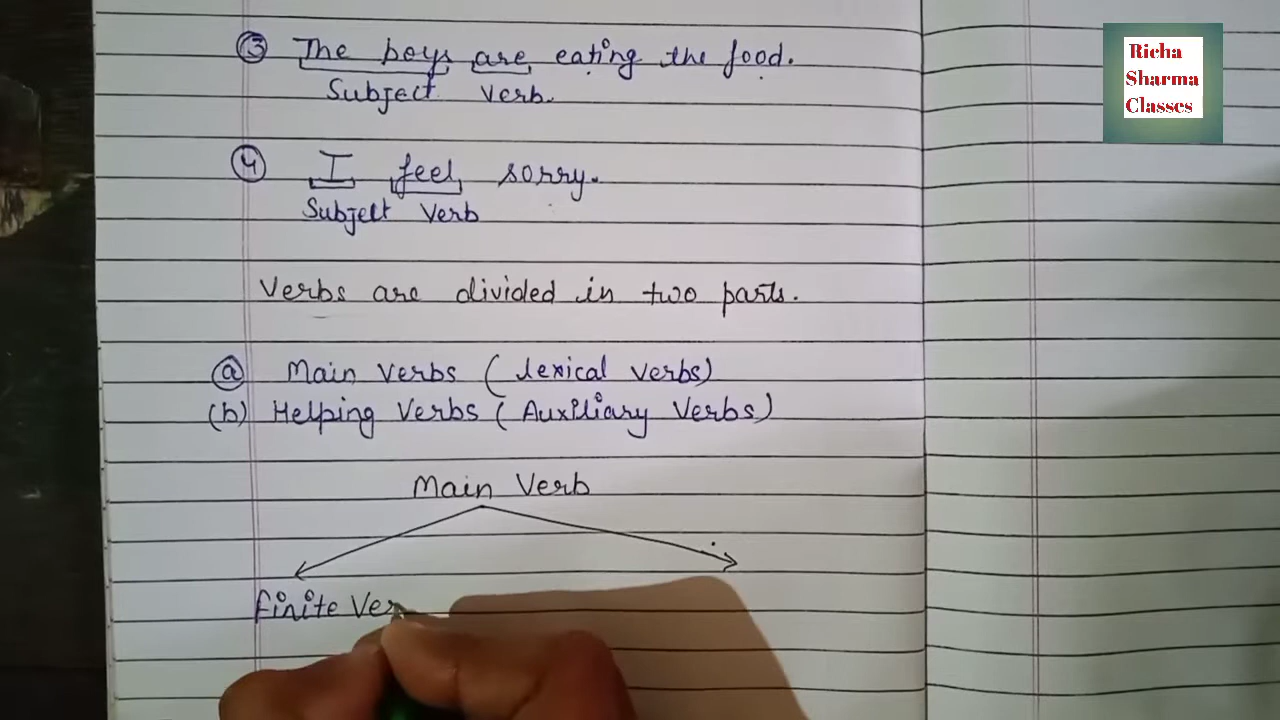 ③ The boys are eating the food.
Subject Verb.
④ I feel sorry.
Subject Verb
Verbs are divided in two parts.
ⓐ Main Verbs (Lexical Verbs)
(b) Helping Verbs (Auxiliary Verbs)
Main Verb
Finite Ver
Richa
Sharma
Classes